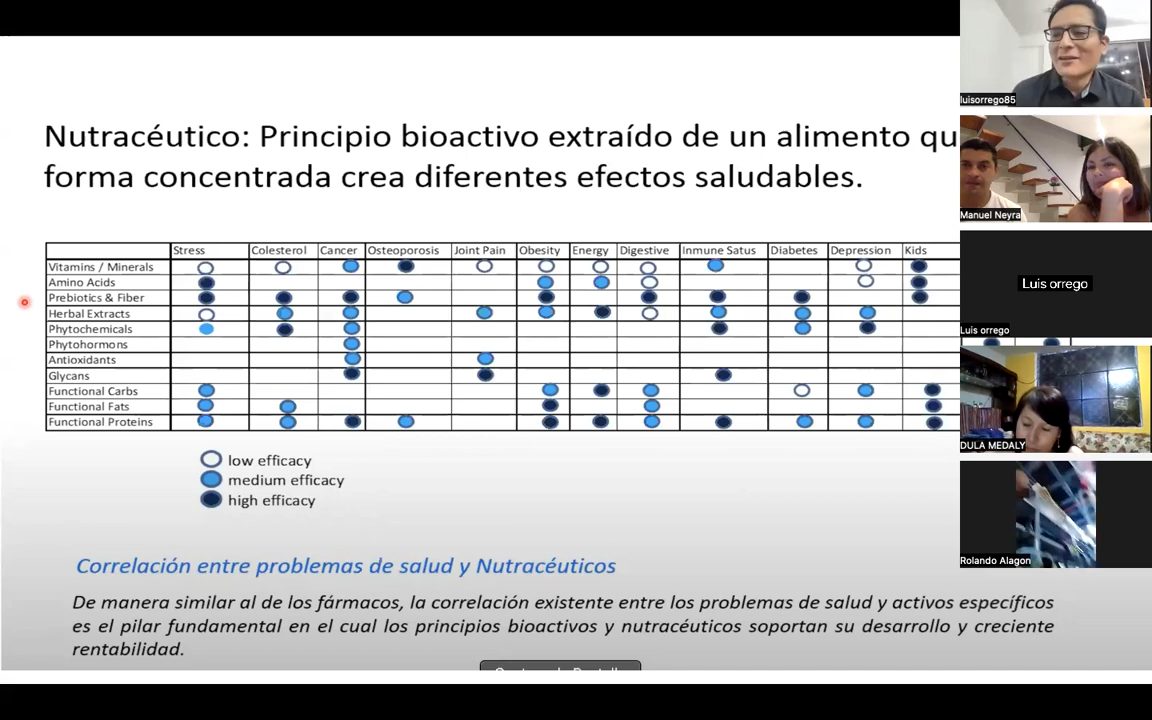 Nutracéutico: Principio bioactivo extraído de un alimento qu
forma concentrada crea diferentes efectos saludables.
Stress Colesterol Cancer Osteoporosis Joint Pain Obesity Energy Digestive Inmune Satus Diabetes Depression Kids
Vitamins / Minerals
Amino Acids
Prebiotics & Fiber
Herbal Extracts
Phytochemicals
Phytohormons
Antioxidants
Glycans
Functional Carbs
Functional Fats
Functional Proteins
low efficacy
medium efficacy
high efficacy
Correlación entre problemas de salud y Nutracéuticos
De manera similar al de los fármacos, la correlación existente entre los problemas de salud y activos específicos
es el pilar fundamental en el cual los principios bioactivos y nutracéuticos soportan su desarrollo y creciente
rentabilidad.
luisorrego85
Manuel Neyra
Luis orrego
Luis orrego
DULA MEDALY
Rolando Alagon